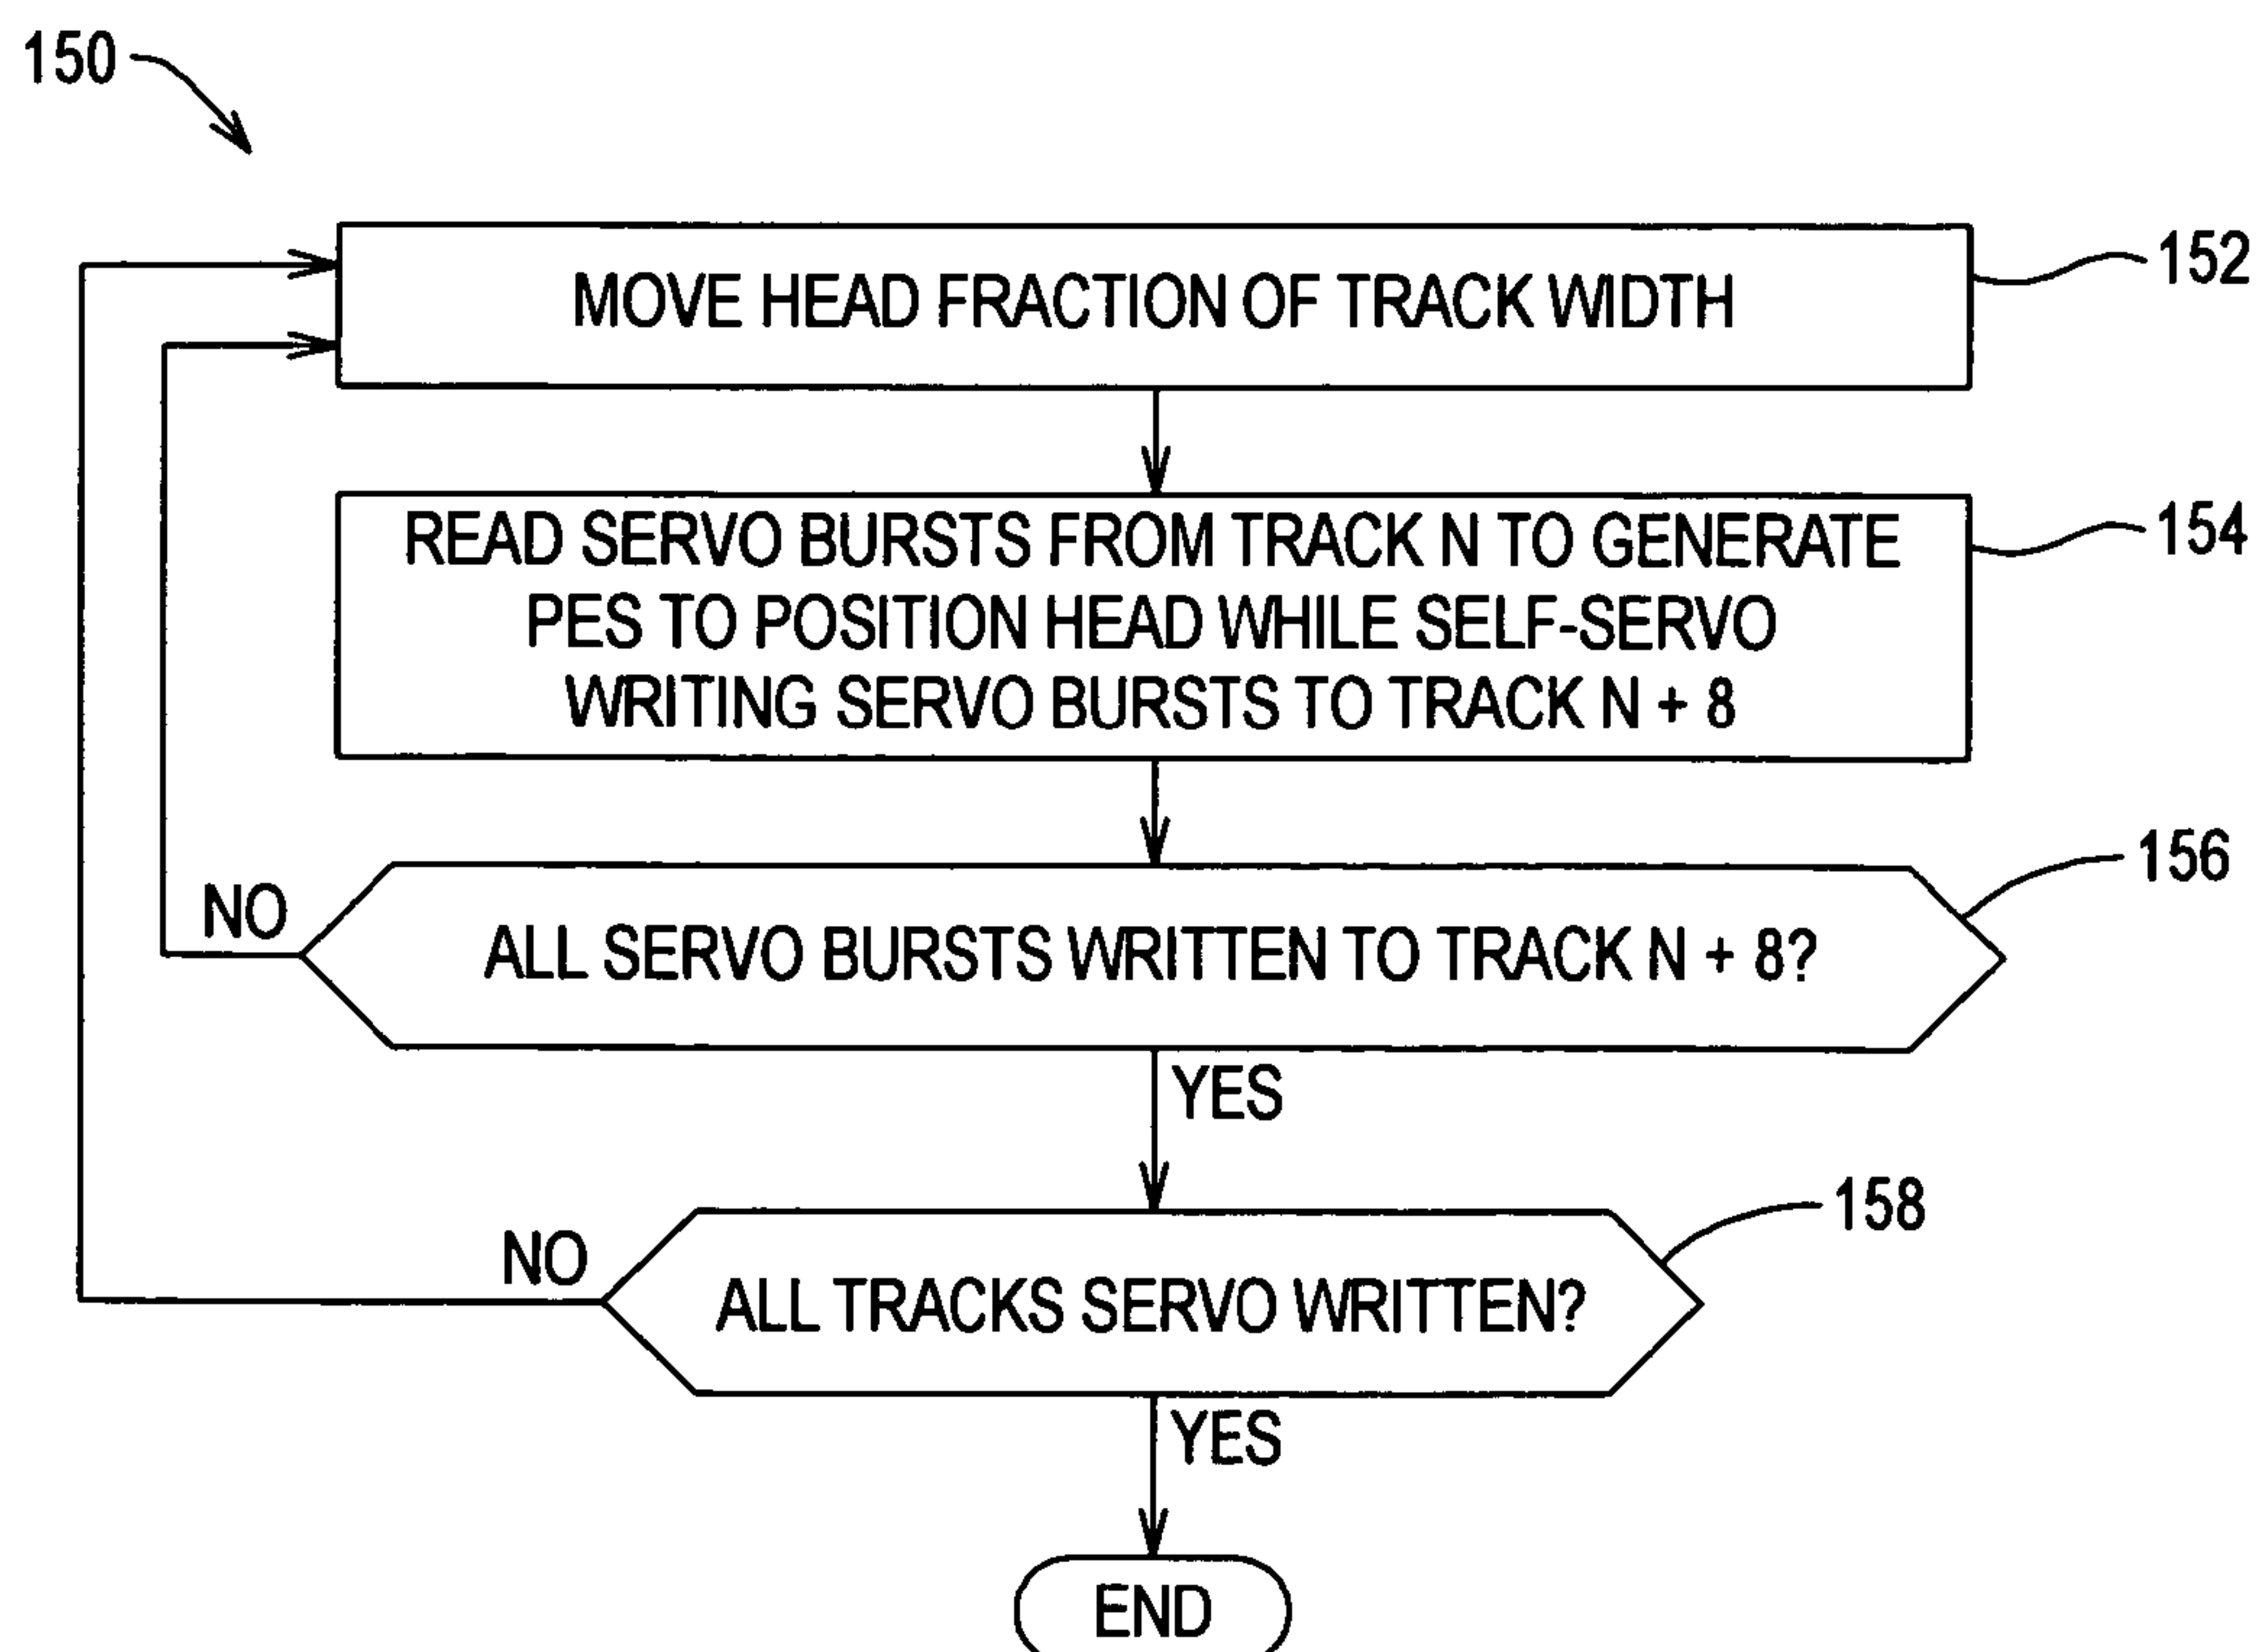 150
MOVE HEAD FRACTION OF TRACK WIDTH
152
READ SERVO BURSTS FROM TRACK N TO GENERATE
PES TO POSITION HEAD WHILE SELF-SERVO
WRITING SERVO BURSTS TO TRACK N + 8
154
NO
ALL SERVO BURSTS WRITTEN TO TRACK N + 8?
156
YES
NO
ALL TRACKS SERVO WRITTEN?
158
YES
END